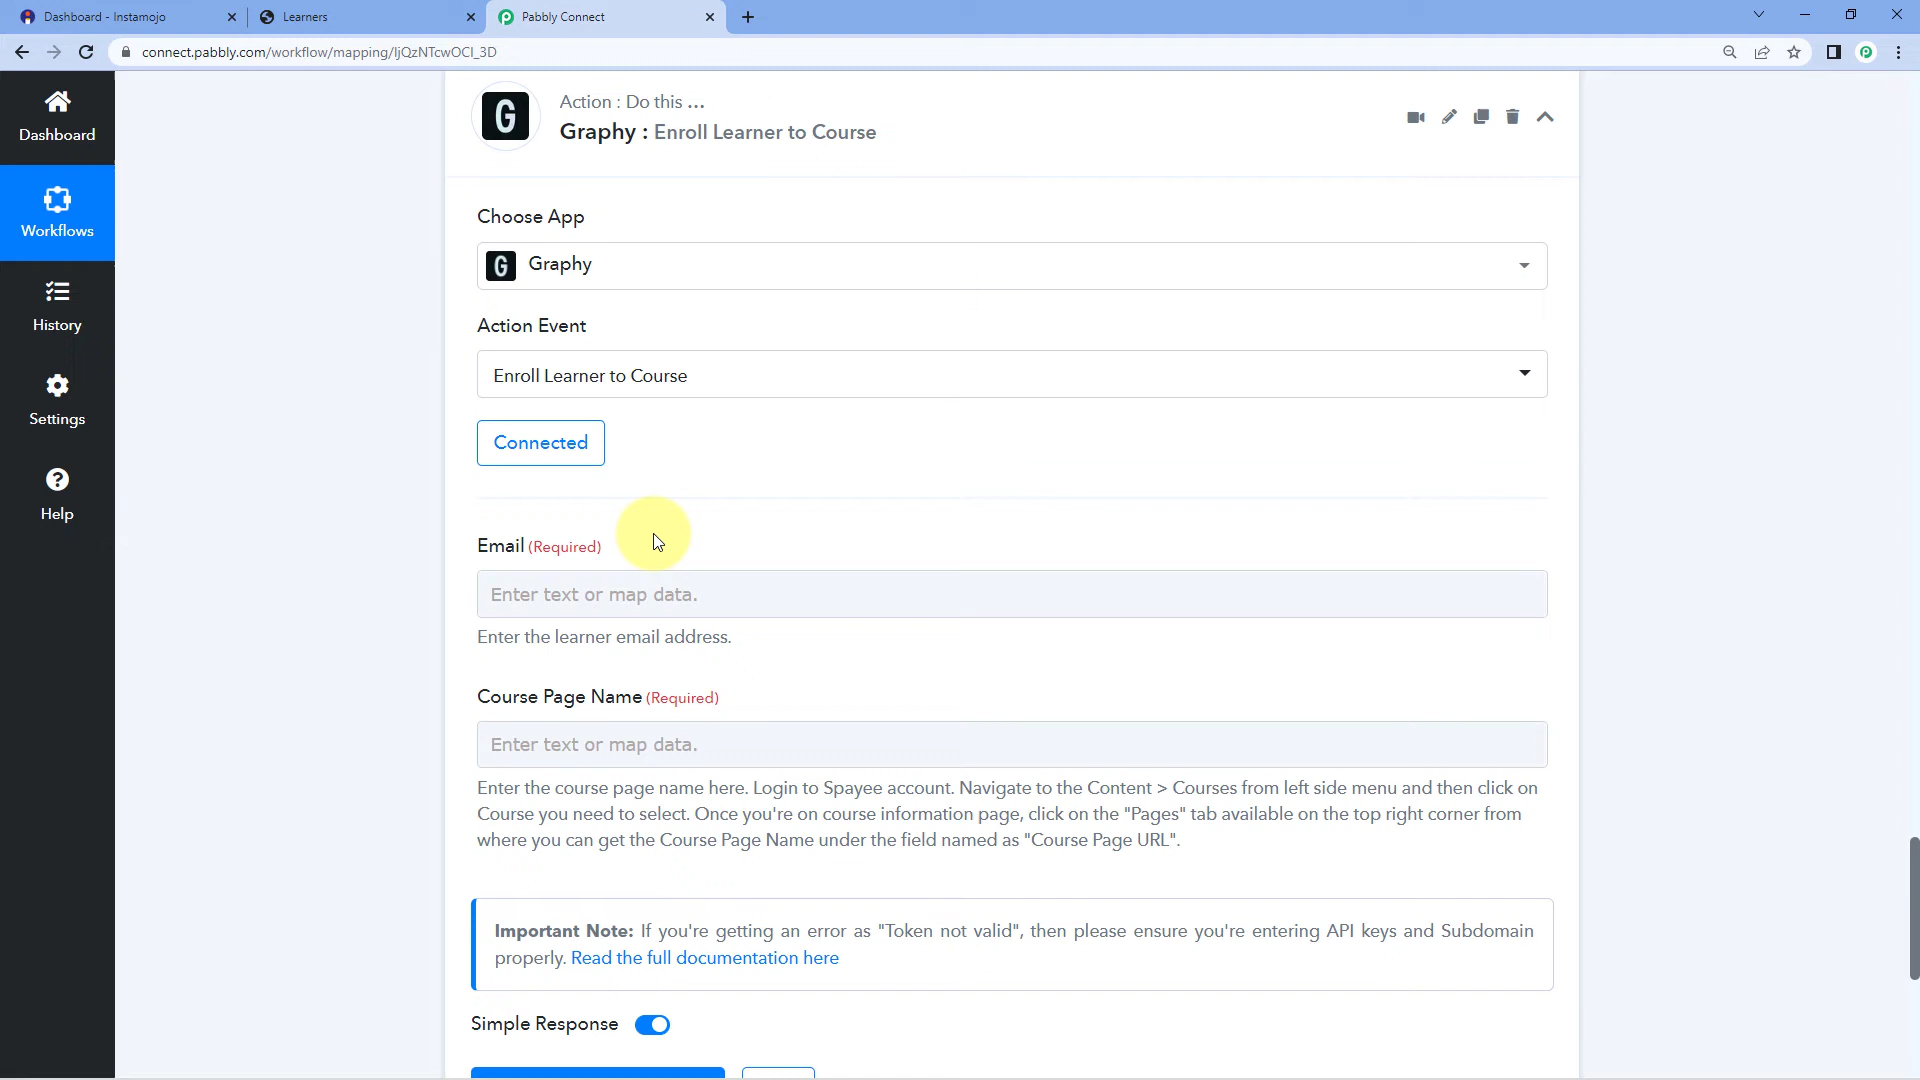 Dashboard - Instamojo
Learners
Pabbly Connect
connect.pabbly.com/workflow/mapping/IjQzNTcwOCI_3D
Dashboard
Workflows
History
Settings
Help
G
Action : Do this ...
Graphy : Enroll Learner to Course
Choose App
G Graphy
Action Event
Enroll Learner to Course
Connected
Email (Required)
Enter text or map data.
Enter the learner email address.
Course Page Name (Required)
Enter text or map data.
Enter the course page name here. Login to Spayee account. Navigate to the Content > Courses from left side menu and then click on
Course you need to select. Once you're on course information page, click on the "Pages" tab available on the top right corner from
where you can get the Course Page Name under the field named as "Course Page URL".
Important Note: If you're getting an error as "Token not valid", then please ensure you're entering API keys and Subdomain
properly. Read the full documentation here
Simple Response